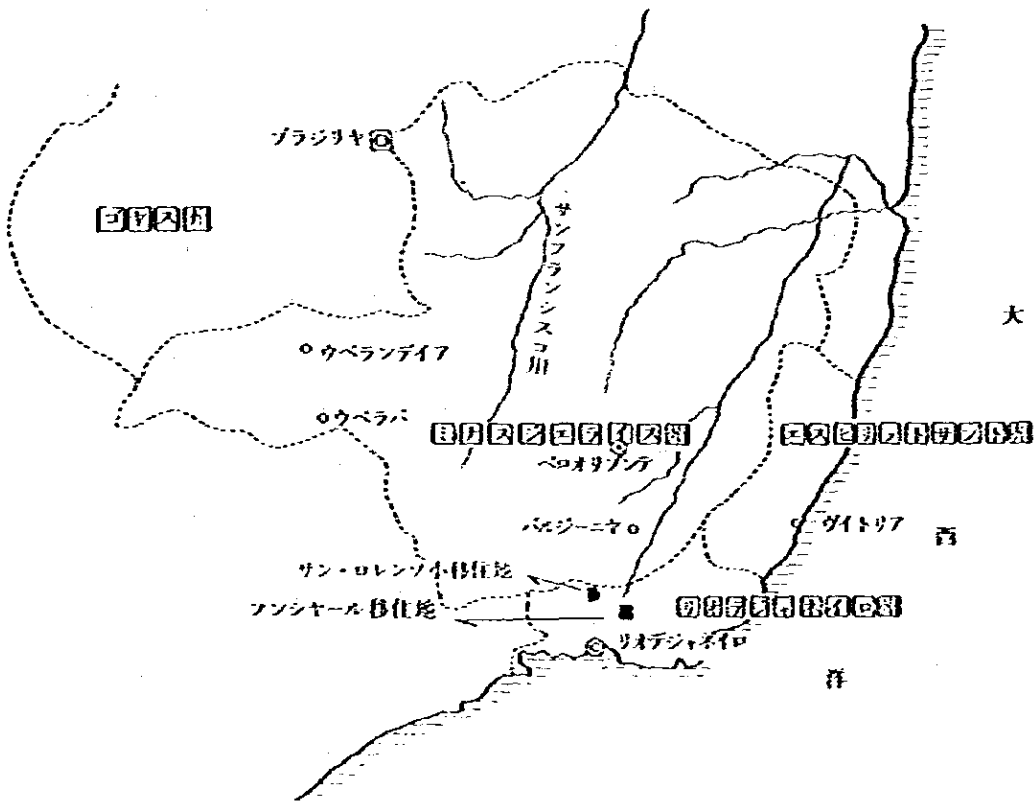 ブラジリヤ
ゴヤス州
サンフランシスコ川
大
ウベランデイア
ウベラバ
ミナスジエライス州
エスピリットサント州
ベロオリゾンテ
バルジーニヤ
ヴイトリア
西
サン・ロレンソ小移住地
フンシャール移住地
リオデジャネイロ州
リオデジャネイロ
洋